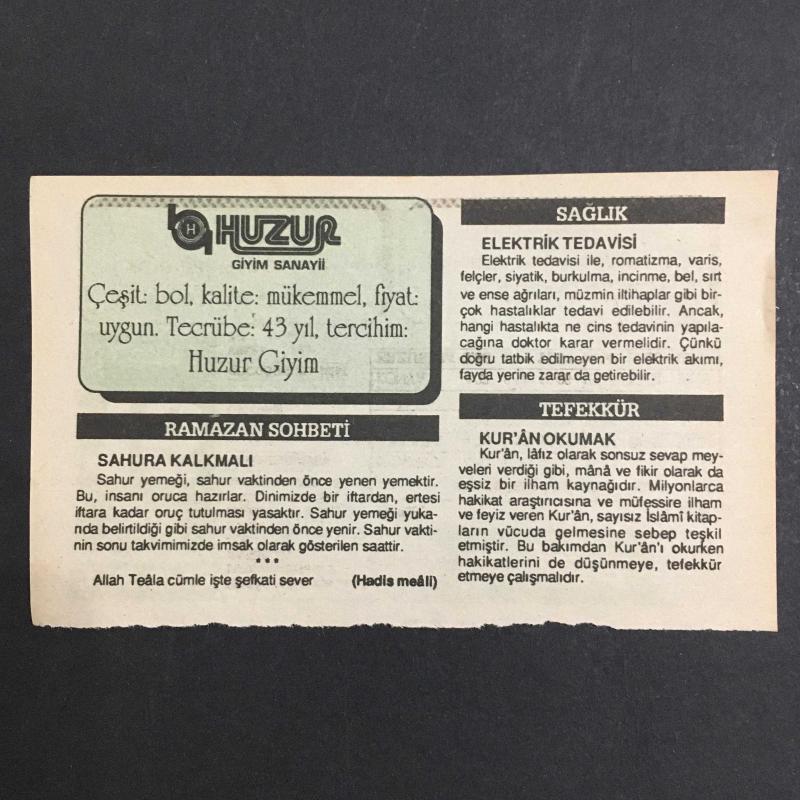 HUZUR
GİYİM SANAYİİ
Çeşit: bol, kalite: mükemmel, fiyat:
uygun. Tecrübe: 43 yıl, tercihim:
Huzur Giyim
RAMAZAN SOHBETİ
SAHURA KALKMALI
Sahur yemeği, sahur vaktinden önce yenen yemektir.
Bu, insanı oruca hazırlar. Dinimizde bir iftardan, ertesi
iftara kadar oruç tutulması yasaktır. Sahur yemeği yuka-
rıda belirtildiği gibi sahur vaktinden önce yenir. Sahur vakti-
nin sonu takvimimizde imsak olarak gösterilen saattir.
***
Allah Teâla cümle işte şefkati sever (Hadis meâli)
SAĞLIK
ELEKTRİK TEDAVİSİ
Elektrik tedavisi ile, romatizma, varis,
felçler, siyatik, burkulma, incinme, bel, sırt
ve ense ağrıları, müzmin iltihaplar gibi bir-
çok hastalıklar tedavi edilebilir. Ancak,
hangi hastalıkta ne cins tedavinin yapıla-
cağına doktor karar vermelidir. Çünkü
doğru tatbik edilmeyen bir elektrik akımı,
fayda yerine zarar da getirebilir.
TEFEKKÜR
KUR'ÂN OKUMAK
Kur'ân, lâfız olarak sonsuz sevap mey-
veleri verdiği gibi, mânâ ve fikir olarak da
eşsiz bir ilham kaynağıdır. Milyonlarca
hakikat araştırıcısına ve müfessire ilham
ve feyiz veren Kur'ân, sayısız İslâmî kitap-
ların vücuda gelmesine sebep teşkil
etmiştir. Bu bakımdan Kur'ân'ı okurken
hakikatlerini de düşünmeye, tefekkür
etmeye çalışmalıdır.